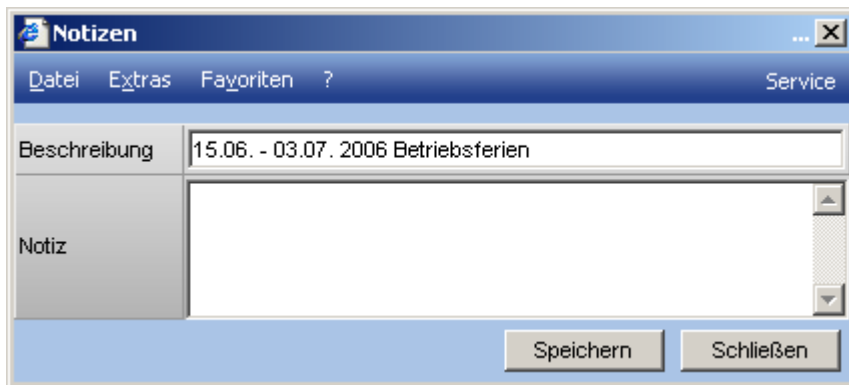 Notizen ...
Datei Extras Favoriten ? Service
Beschreibung 15.06. - 03.07. 2006 Betriebsferien
Notiz
Speichern Schließen